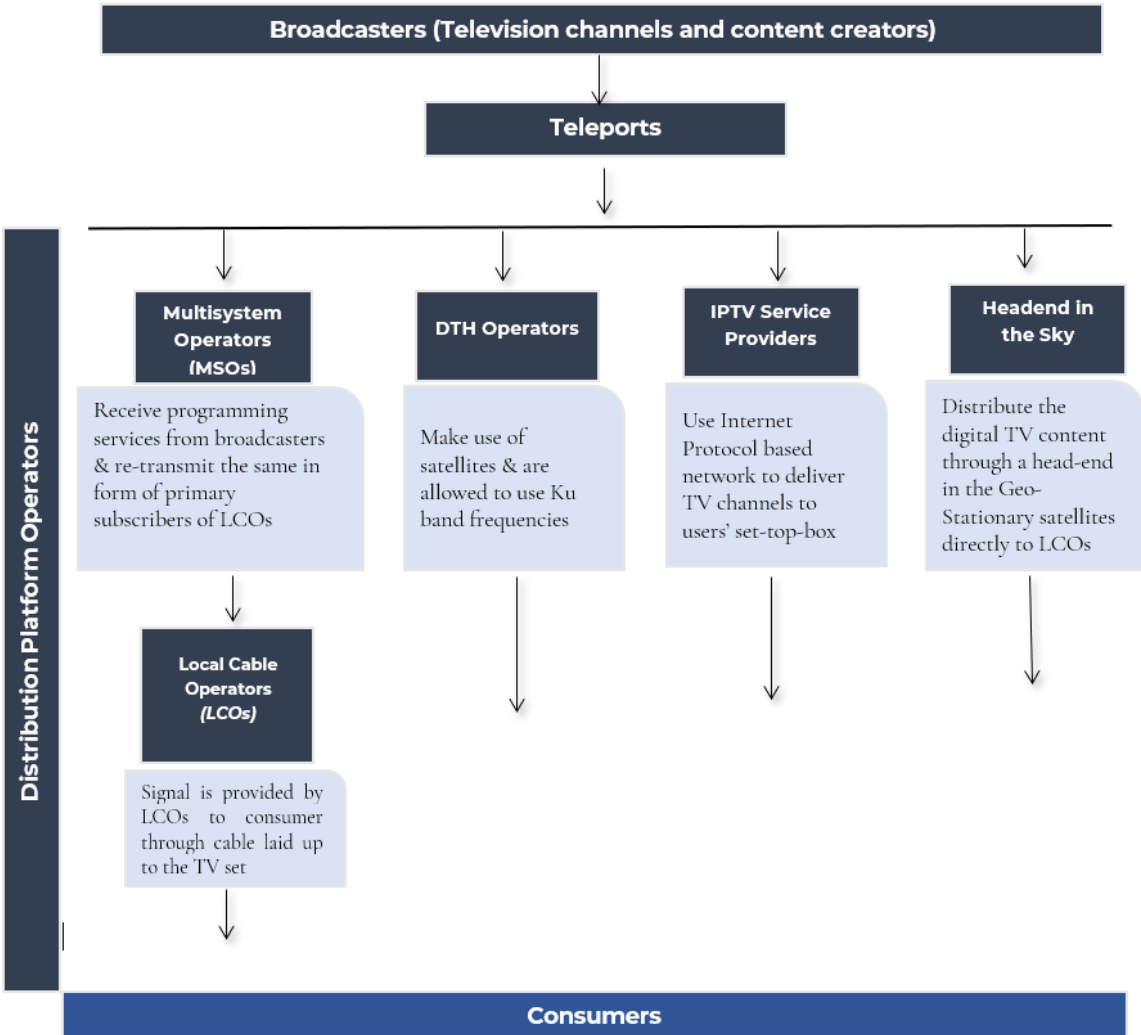 Broadcasters (Television channels and content creators)
Teleports
Distribution Platform Operators
Multisystem
Operators
(MSOs)
Receive programming
services from broadcasters
& re-transmit the same in
form of primary
subscribers of LCOs
DTH Operators
Make use of
satellites & are
allowed to use Ku
band frequencies
IPTV Service
Providers
Use Internet
Protocol based
network to deliver
TV channels to
users’ set-top-box
Headend in
the Sky
Distribute the
digital TV content
through a head-end
in the Geo-
Stationary satellites
directly to LCOs
Local Cable
Operators
(LCOs)
Signal is provided by
LCOs to consumer
through cable laid up
to the TV set
Consumers